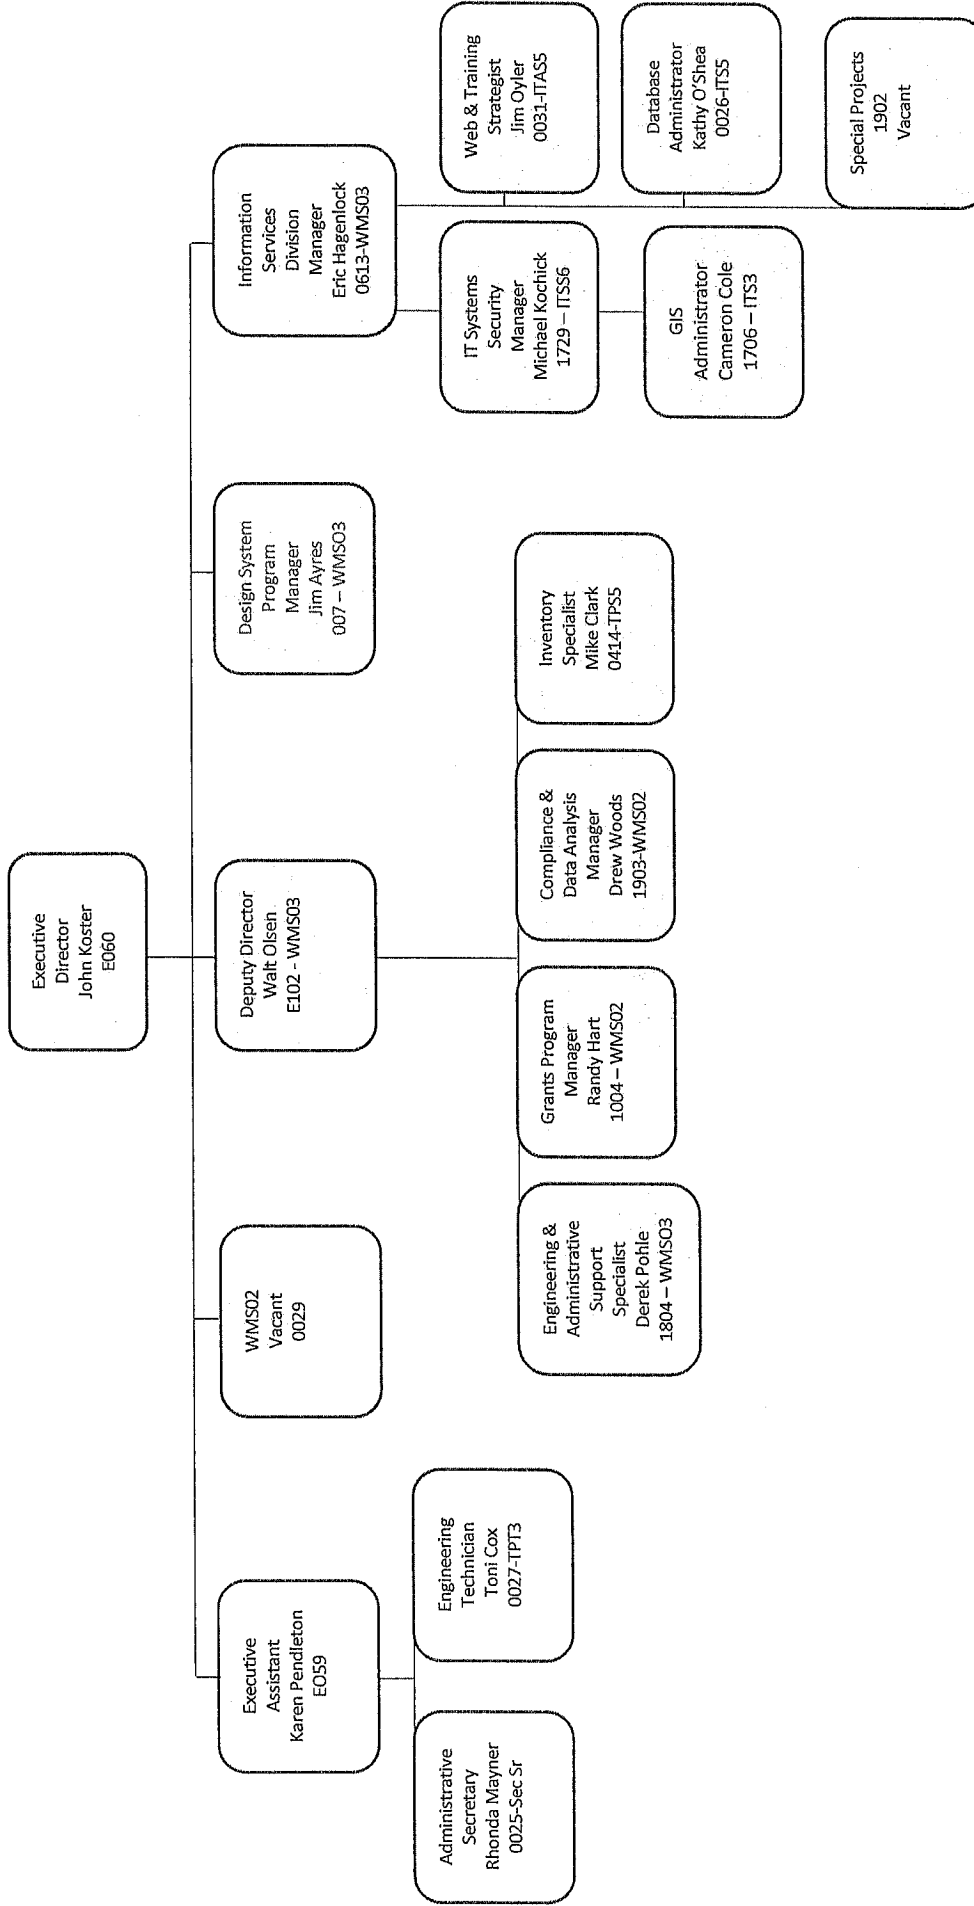 Executive
Director
John Koster
E060
Executive
Assistant
Karen Pendleton
EO59
WMS02
Vacant
0029
Deputy Director
Walt Olsen
E102 - WMS03
Design System
Program
Manager
Jim Ayres
007 – WMSO3
Information
Services
Division
Manager
Eric Hagenlock
0613-WMS03
Administrative
Secretary
Rhonda Mayner
0025-Sec Sr
Engineering
Technician
Toni Cox
0027-TPT3
Engineering &
Administrative
Support
Specialist
Derek Pohle
1804 – WMS03
Grants Program
Manager
Randy Hart
1004 – WMS02
Compliance &
Data Analysis
Manager
Drew Woods
1903-WMS02
Inventory
Specialist
Mike Clark
0414-TPS5
IT Systems
Security
Manager
Michael Kochick
1729 – ITSS6
Web & Training
Strategist
Jim Oyler
0031-ITAS5
GIS
Administrator
Cameron Cole
1706 – ITS3
Database
Administrator
Kathy O'Shea
0026-ITS5
Special Projects
1902
Vacant